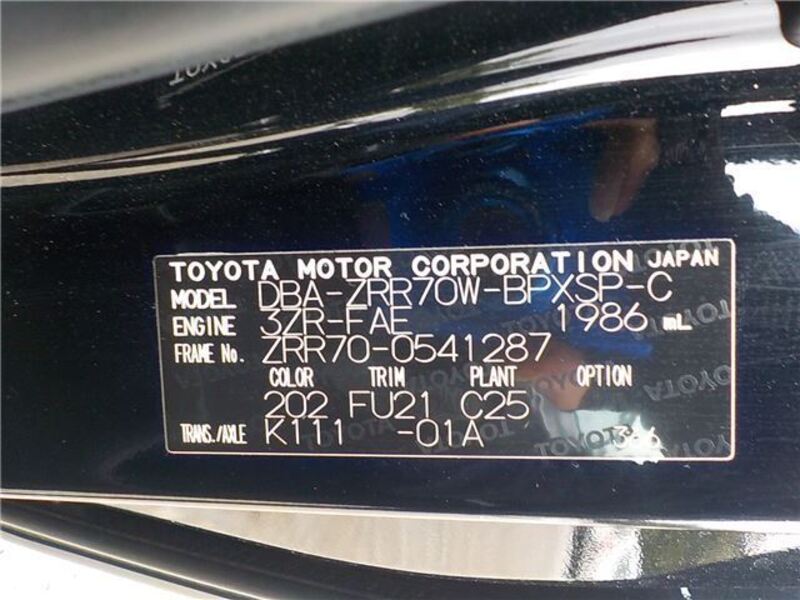 TOYOTA MOTOR CORPORATION JAPAN
MODEL DBA-ZRR70W-BPXSP-C
ENGINE 3ZR-FAE 1986 mL
FRAME No. ZRR70-0541287
COLOR TRIM PLANT OPTION
202 FU21 C25
TRANS./AXLE K111 -01A